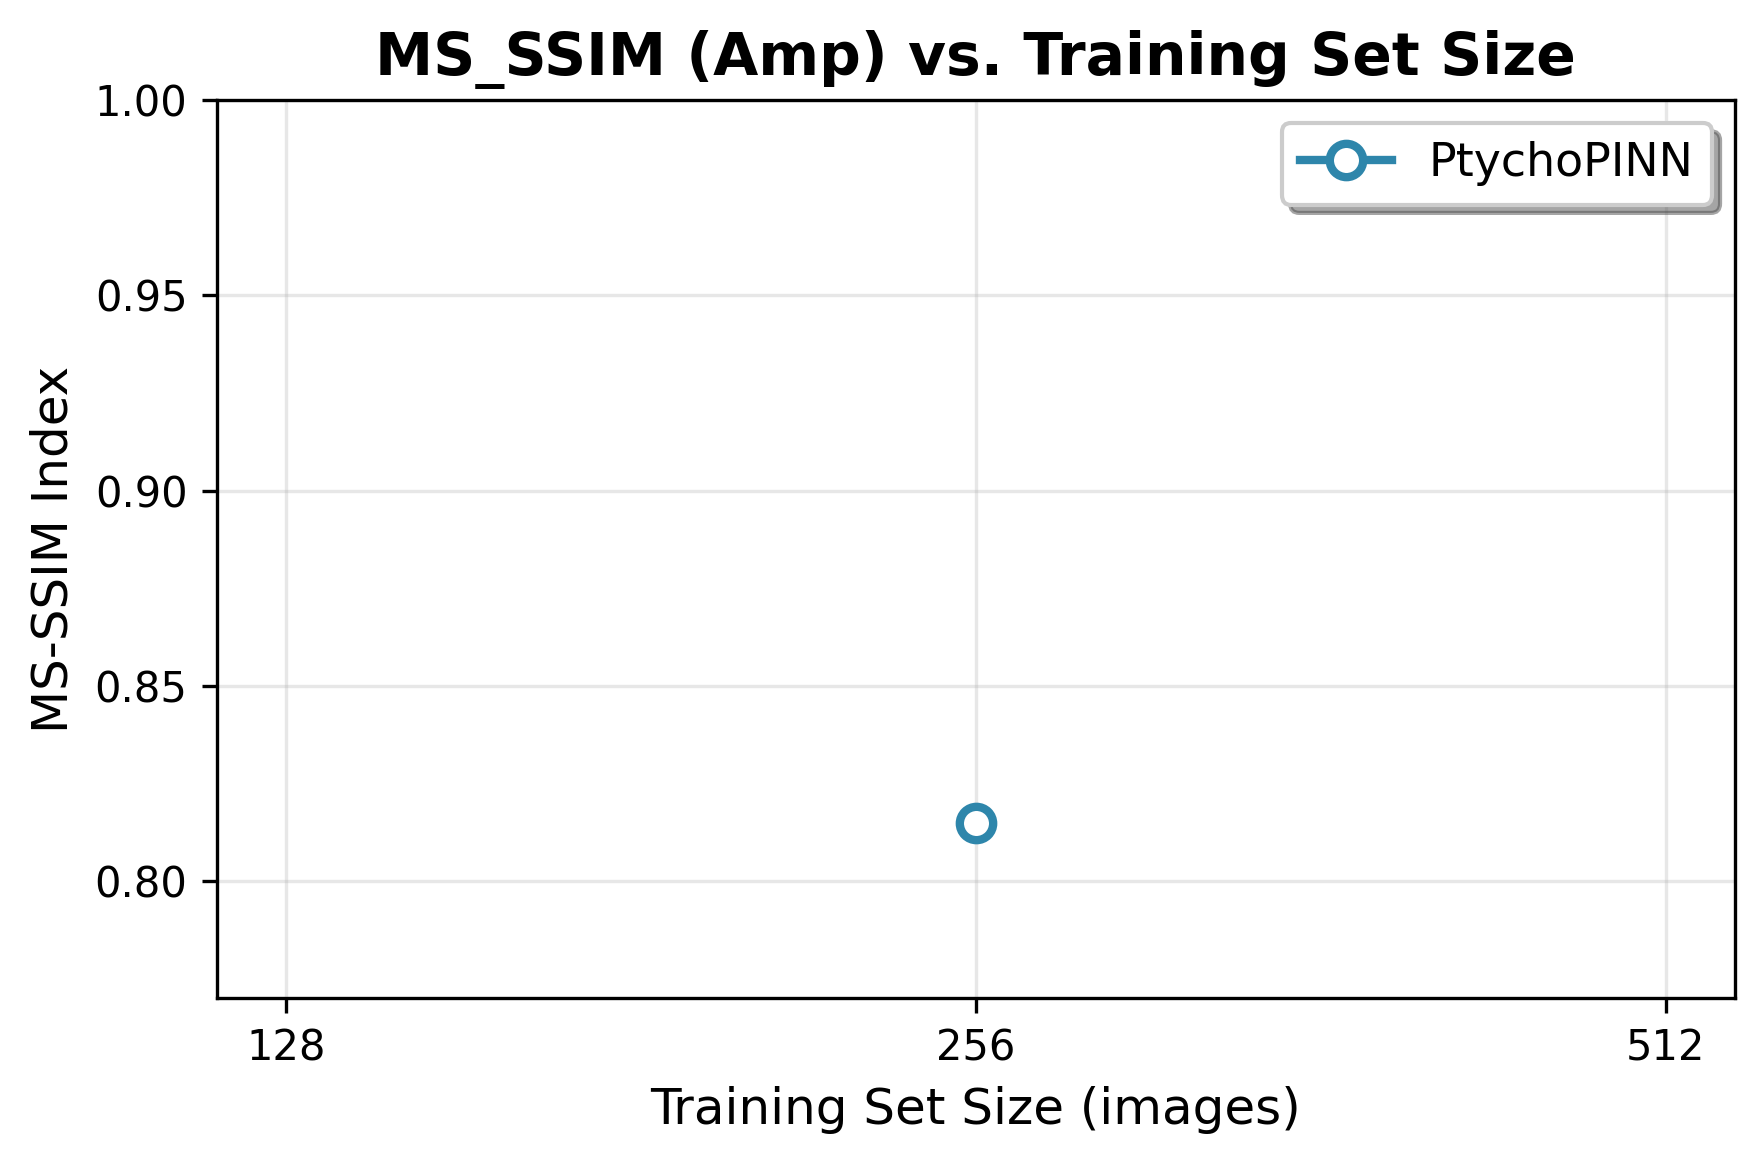 MS_SSIM (Amp) vs. Training Set Size
1.00
0.95
0.90
0.85
0.80
MS-SSIM Index
PtychoPINN
128
256
512
Training Set Size (images)